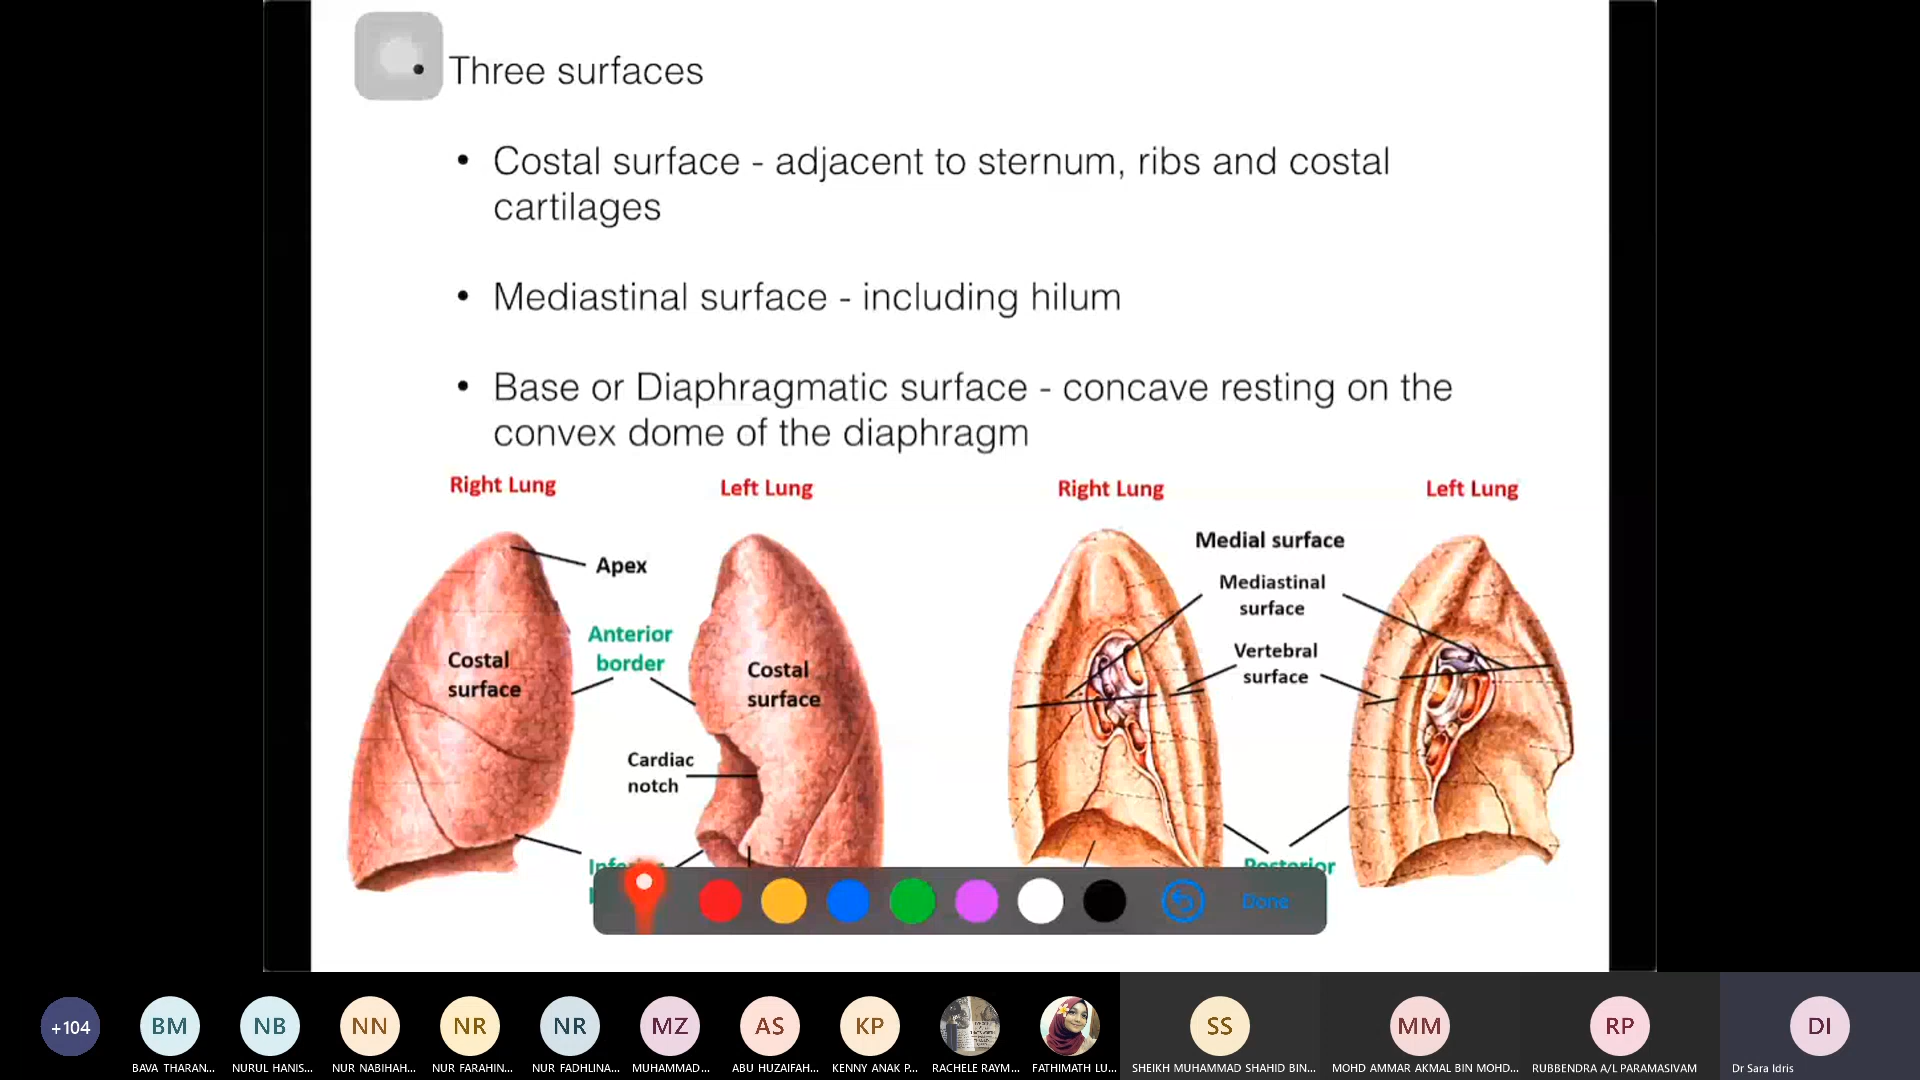 • Three surfaces
• Costal surface - adjacent to sternum, ribs and costal
cartilages
• Mediastinal surface - including hilum
• Base or Diaphragmatic surface - concave resting on the
convex dome of the diaphragm
Right Lung
Left Lung
Right Lung
Left Lung
Apex
Anterior
border
Costal
surface
Costal
surface
Cardiac
notch
Medial surface
Mediastinal
surface
Vertebral
surface
Posterior
Done
+104
BM
NB
NN
NR
NR
MZ
AS
KP
SS
MM
RP
DI
BAVA THARAN...
NURUL HANIS...
NUR NABIHAH...
NUR FARAHIN...
NUR FADHLINA...
MUHAMMAD...
ABU HUZAIFAH...
KENNY ANAK P...
RACHELE RAYM...
FATHIMATH LU...
SHEIKH MUHAMMAD SHAHID BIN...
MOHD AMMAR AKMAL BIN MOHD...
RUBBENDRA A/L PARAMASIVAM
Dr Sara Idris